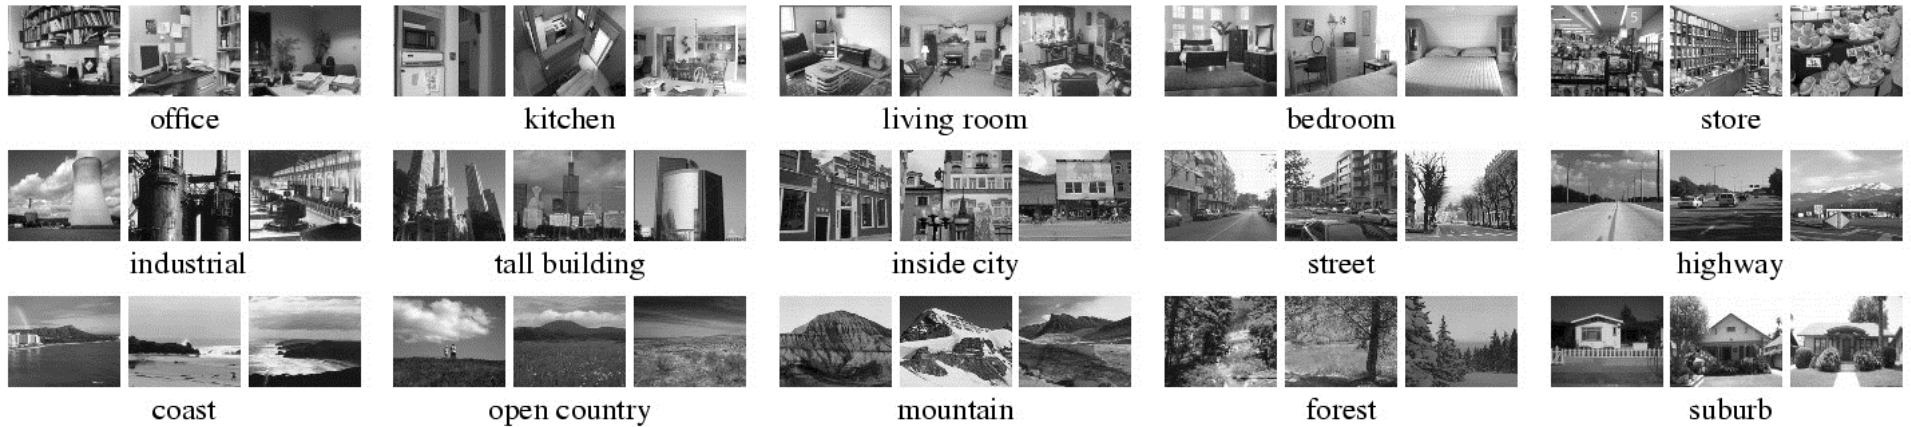 office kitchen living room bedroom store
industrial tall building inside city street highway
coast open country mountain forest suburb